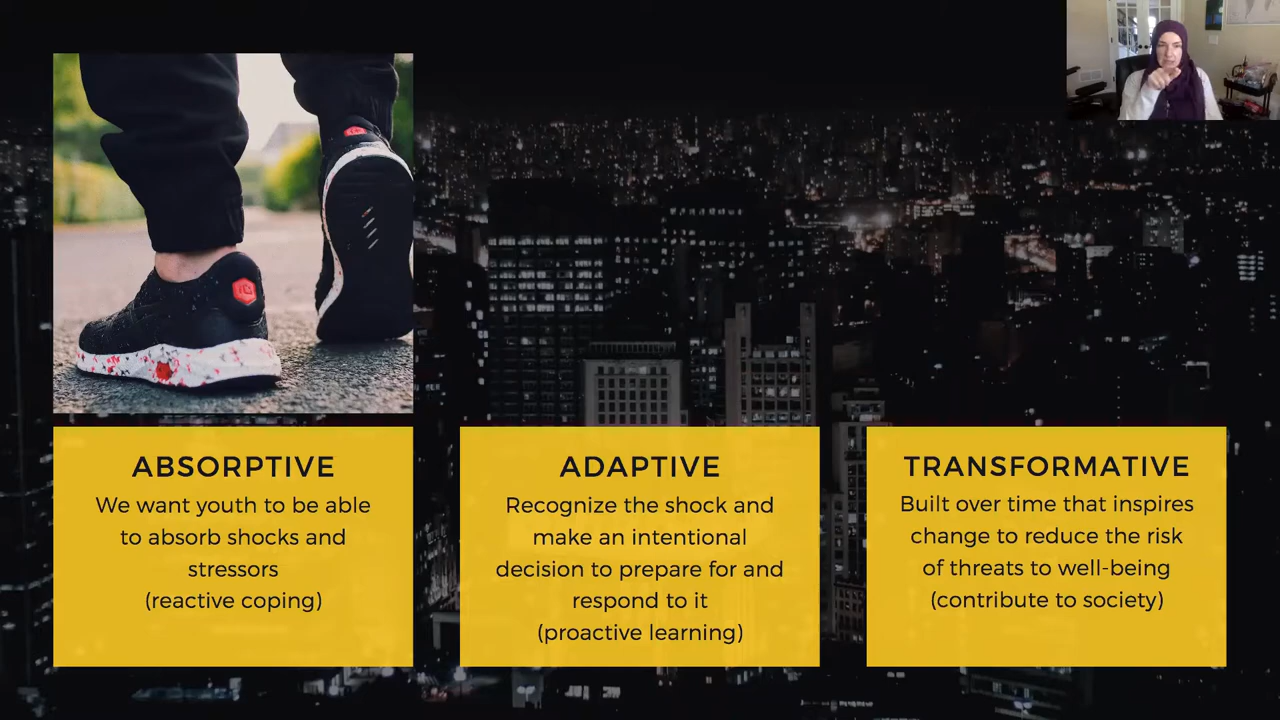 ABSORPTIVE
We want youth to be able
to absorb shocks and
stressors
(reactive coping)
ADAPTIVE
Recognize the shock and
make an intentional
decision to prepare for and
respond to it
(proactive learning)
TRANSFORMATIVE
Built over time that inspires
change to reduce the risk
of threats to well-being
(contribute to society)